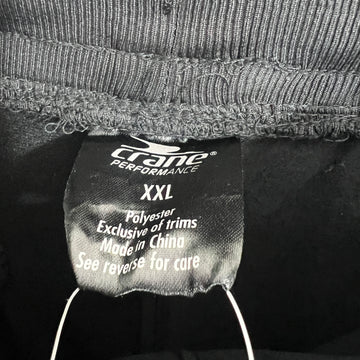 crane®
PERFORMANCE
XXL
Polyester
Exclusive of trims
Made in China
See reverse for care